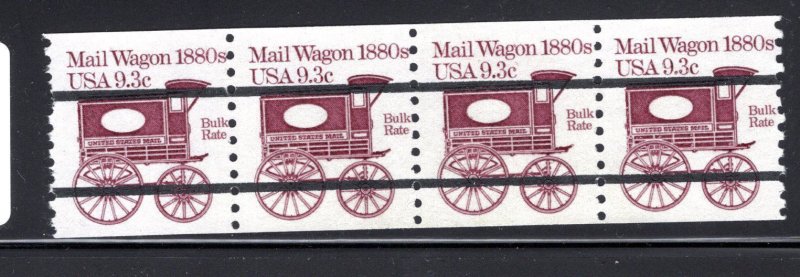 Mail Wagon 1880s
USA 9.3c
Bulk
Rate
UNITED STATES MAIL
Mail Wagon 1880s
USA 9.3c
Bulk
Rate
UNITED STATES MAIL
Mail Wagon 1880s
USA 9.3c
Bulk
Rate
UNITED STATES MAIL
Mail Wagon 1880s
USA 9.3c
Bulk
Rate
UNITED STATES MAIL